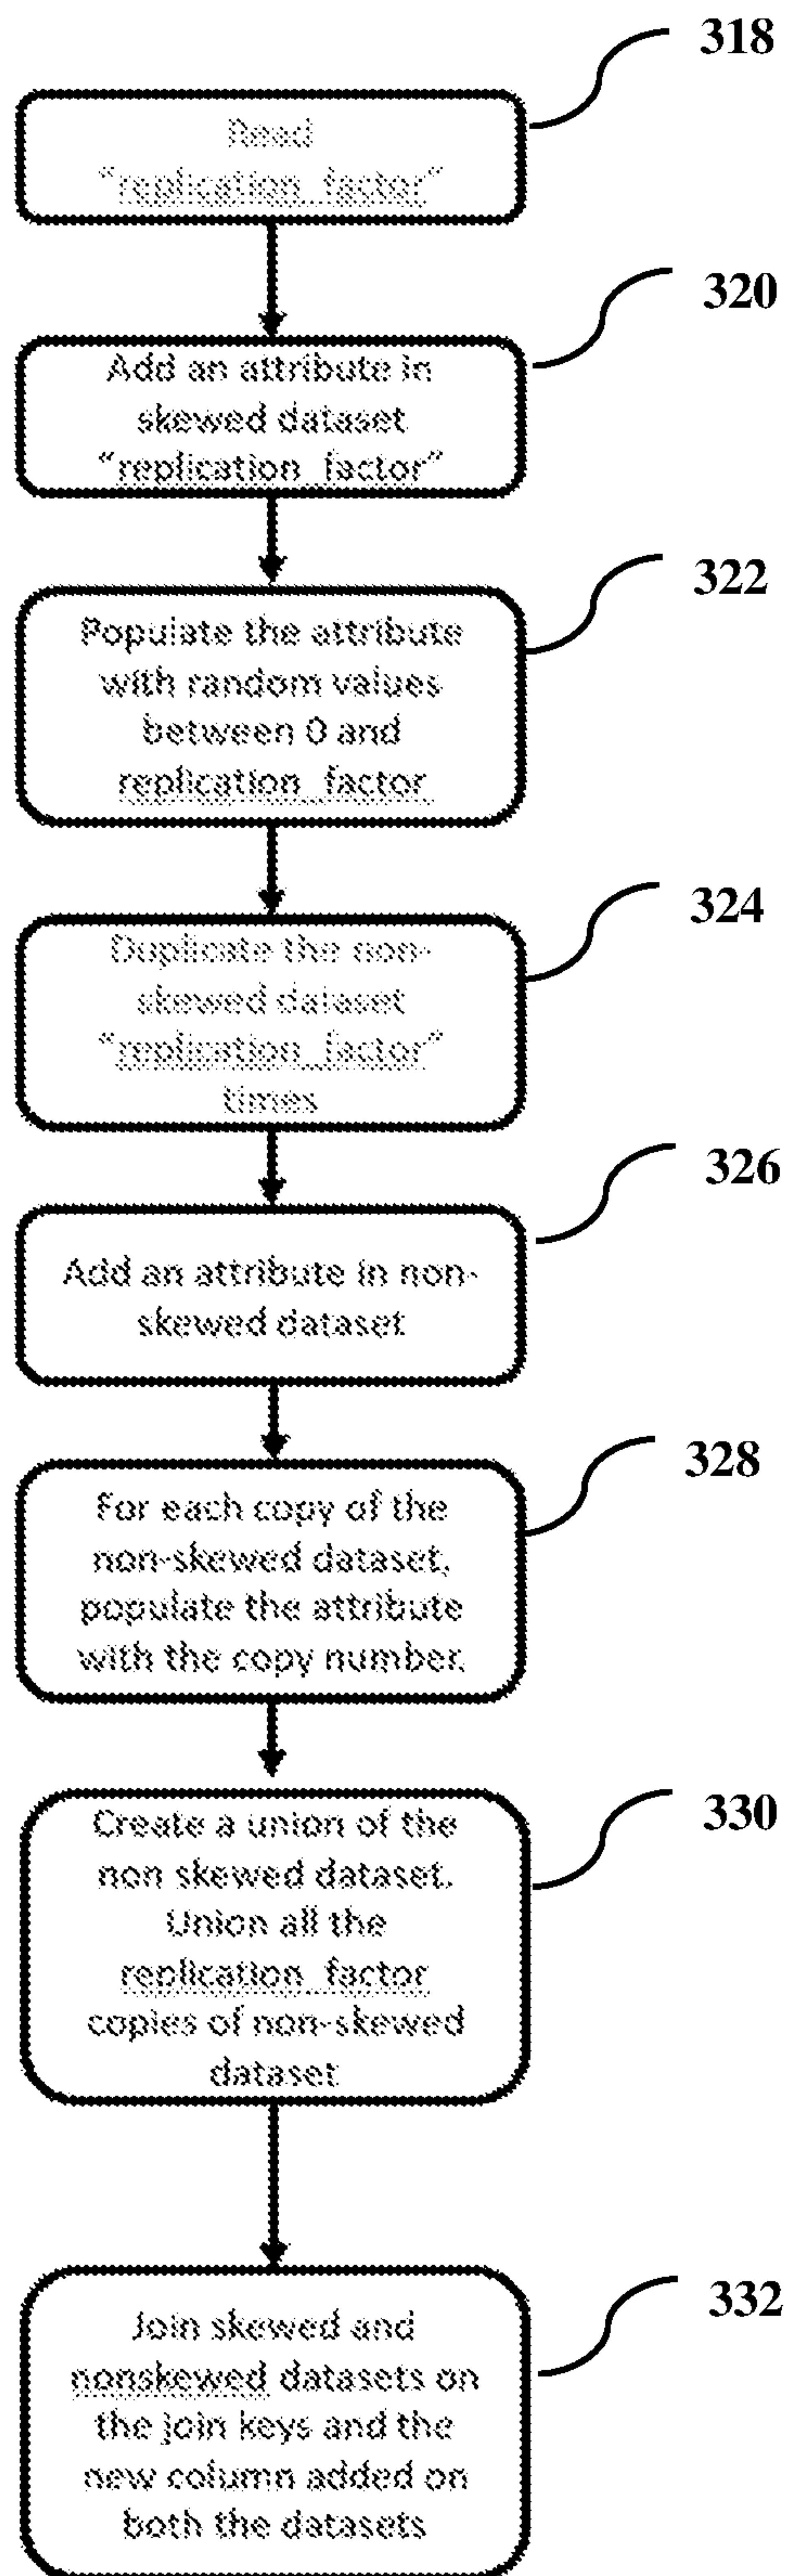 318
Read
“replication_factor“
320
Add an attribute in
skewed dataset
“replication_factor”
322
Populate the attribute
with random values
between 0 and
replication_factor
324
Duplicate the non-
skewed dataset
“replication_factor”
times
326
Add an attribute in non-
skewed dataset
328
For each copy of the
non-skewed dataset,
populate the attribute
with the copy number.
330
Create a union of the
non skewed dataset.
Union all the
replication_factor
copies of non-skewed
dataset
332
Join skewed and
nonskewed datasets on
the join keys and the
new column added on
both the datasets